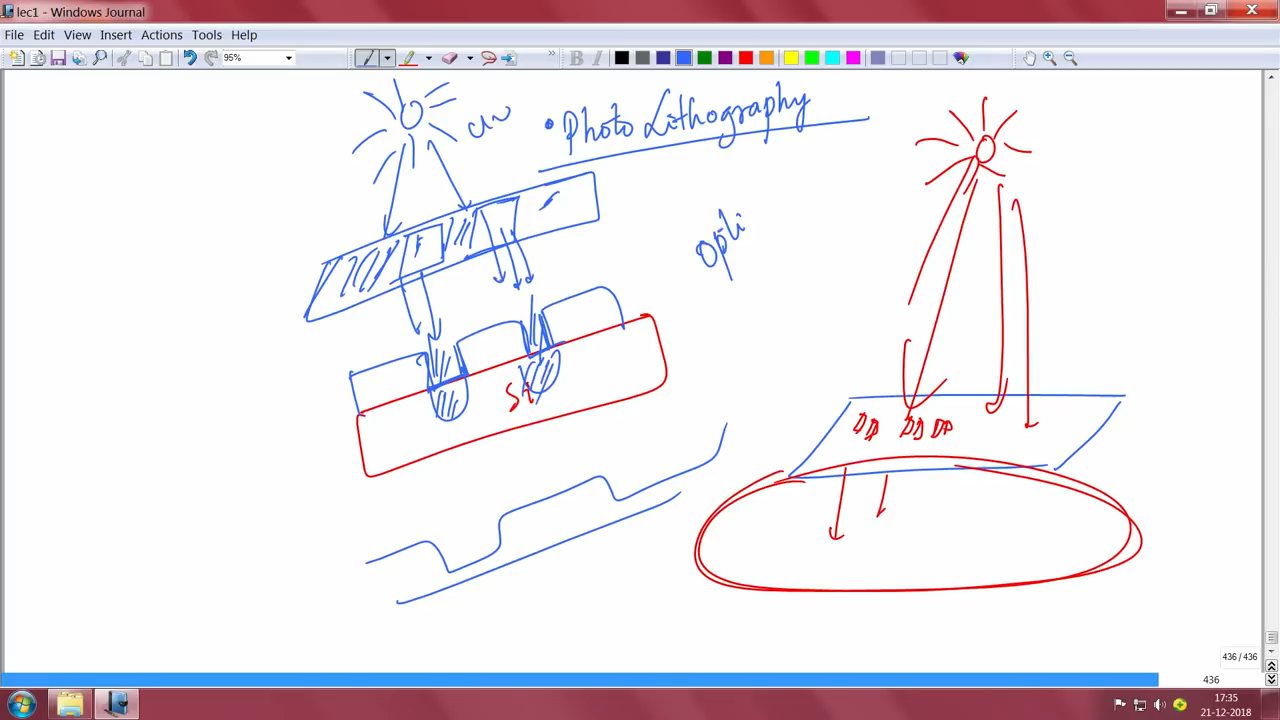 lec1 - Windows Journal
File Edit View Insert Actions Tools Help
95%
B I
• Photo Lithography
UV
Opti
Si
436 / 436
436
17:35
21-12-2018